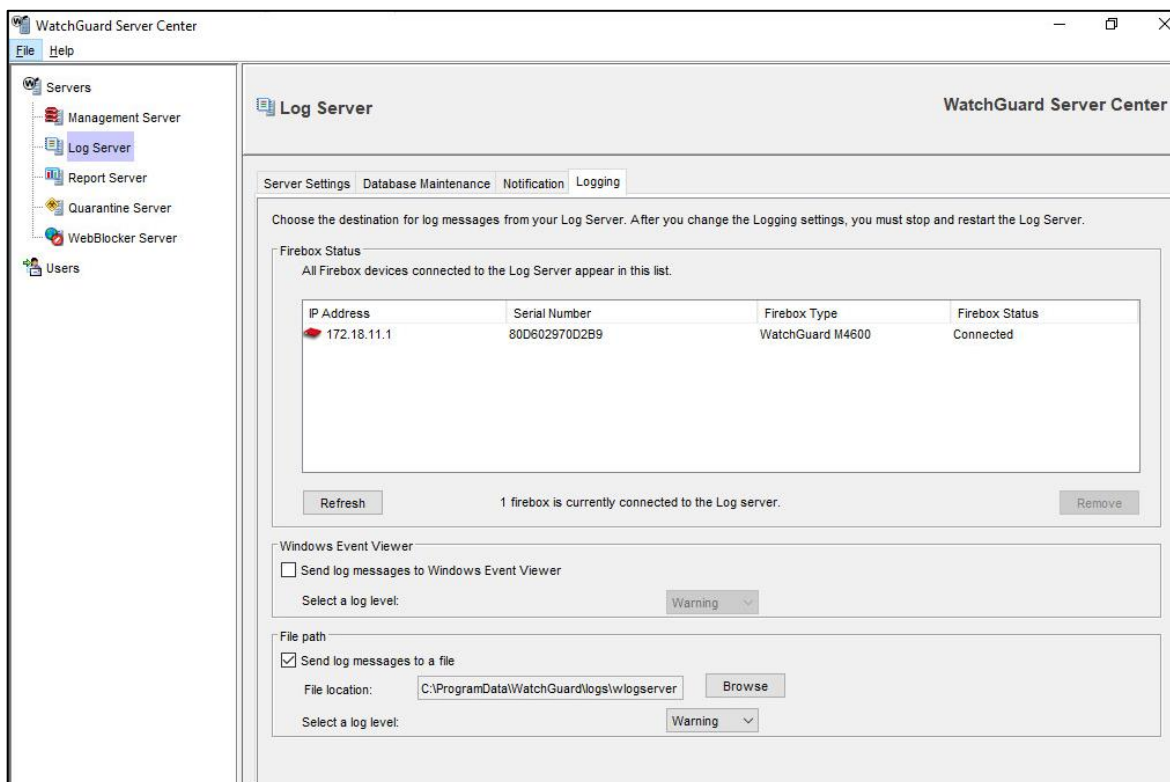 WatchGuard Server Center
File Help
Servers
Management Server
Log Server
Report Server
Quarantine Server
WebBlocker Server
Users
Log Server
WatchGuard Server Center
Server Settings Database Maintenance Notification Logging
Choose the destination for log messages from your Log Server. After you change the Logging settings, you must stop and restart the Log Server.
Firebox Status
All Firebox devices connected to the Log Server appear in this list.
IP Address Serial Number Firebox Type Firebox Status
172.18.11.1 80D602970D2B9 WatchGuard M4600 Connected
Refresh 1 firebox is currently connected to the Log server. Remove
Windows Event Viewer
Send log messages to Windows Event Viewer
Select a log level: Warning
File path
Send log messages to a file
File location: C:\ProgramData\WatchGuard\logs\wlogserver Browse
Select a log level: Warning